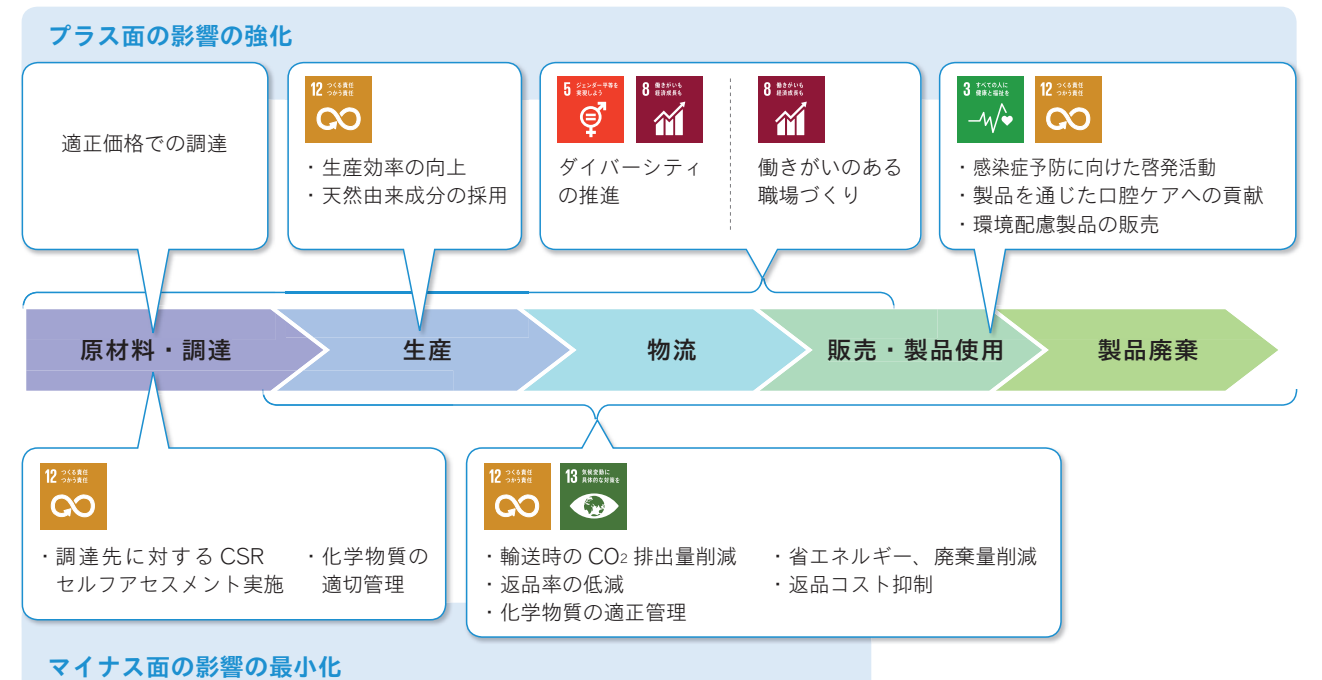 プラス面の影響の強化
適正価格での調達
12 つくる責任
つかう責任
・生産効率の向上
・天然由来成分の採用
5 ジェンダー平等を
実現しよう
8 働きがいも
経済成長も
ダイバーシティ
の推進
8 働きがいも
経済成長も
働きがいのある
職場づくり
3 すべての人に
健康と福祉を
12 つくる責任
つかう責任
・感染症予防に向けた啓発活動
・製品を通じた口腔ケアへの貢献
・環境配慮製品の販売
原材料・調達
生産
物流
販売・製品使用
製品廃棄
12 つくる責任
つかう責任
・調達先に対する CSR
セルフアセスメント実施
・化学物質の
適切管理
12 つくる責任
つかう責任
13 気候変動に
具体的な対策を
・輸送時の CO2 排出量削減
・返品率の低減
・化学物質の適正管理
・省エネルギー、廃棄量削減
・返品コスト抑制
マイナス面の影響の最小化